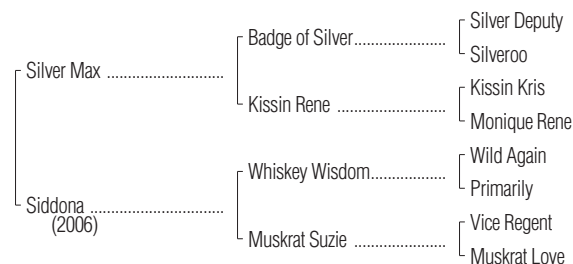 Silver Deputy
Badge of Silver......................
Silveroo
Silver Max ............................
Kissin Kris
Kissin Rene ..........................
Monique Rene
Wild Again
Whiskey Wisdom..................
Primarily
Siddona ................................
(2006)
Vice Regent
Muskrat Suzie ......................
Muskrat Love